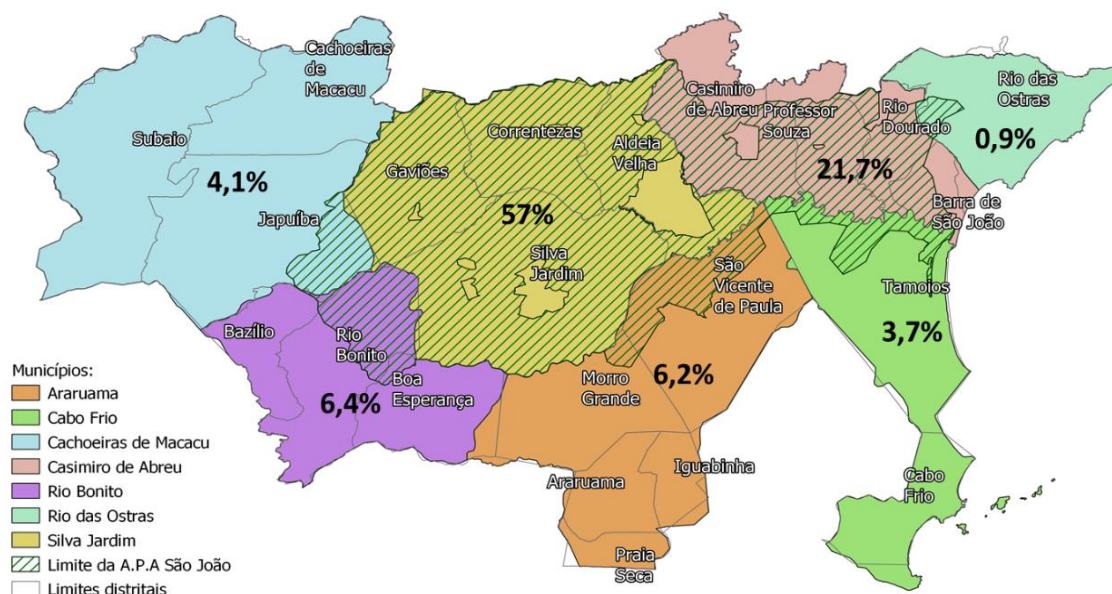 Cachoeiras
de
Macacu
Subaio
4,1%
Japuíba
Gaviões
Correntezas
Aldeia
Velha
57%
Silva
Jardim
Casimiro
de Abreu
Professor
Souza
Rio
Dourado
21,7%
Barra de
São João
Rio das
Ostras
0,9%
Bazílio
Rio
Bonito
Boa
Esperança
6,4%
São
Vicente
de Paula
Morro
Grande
6,2%
Araruama
Iguabinha
Praia
Seca
Tamoios
3,7%
Cabo
Frio
Municípios:
Araruama
Cabo Frio
Cachoeiras de Macacu
Casimiro de Abreu
Rio Bonito
Rio das Ostras
Silva Jardim
Limite da A.P.A São João
Limites distritais